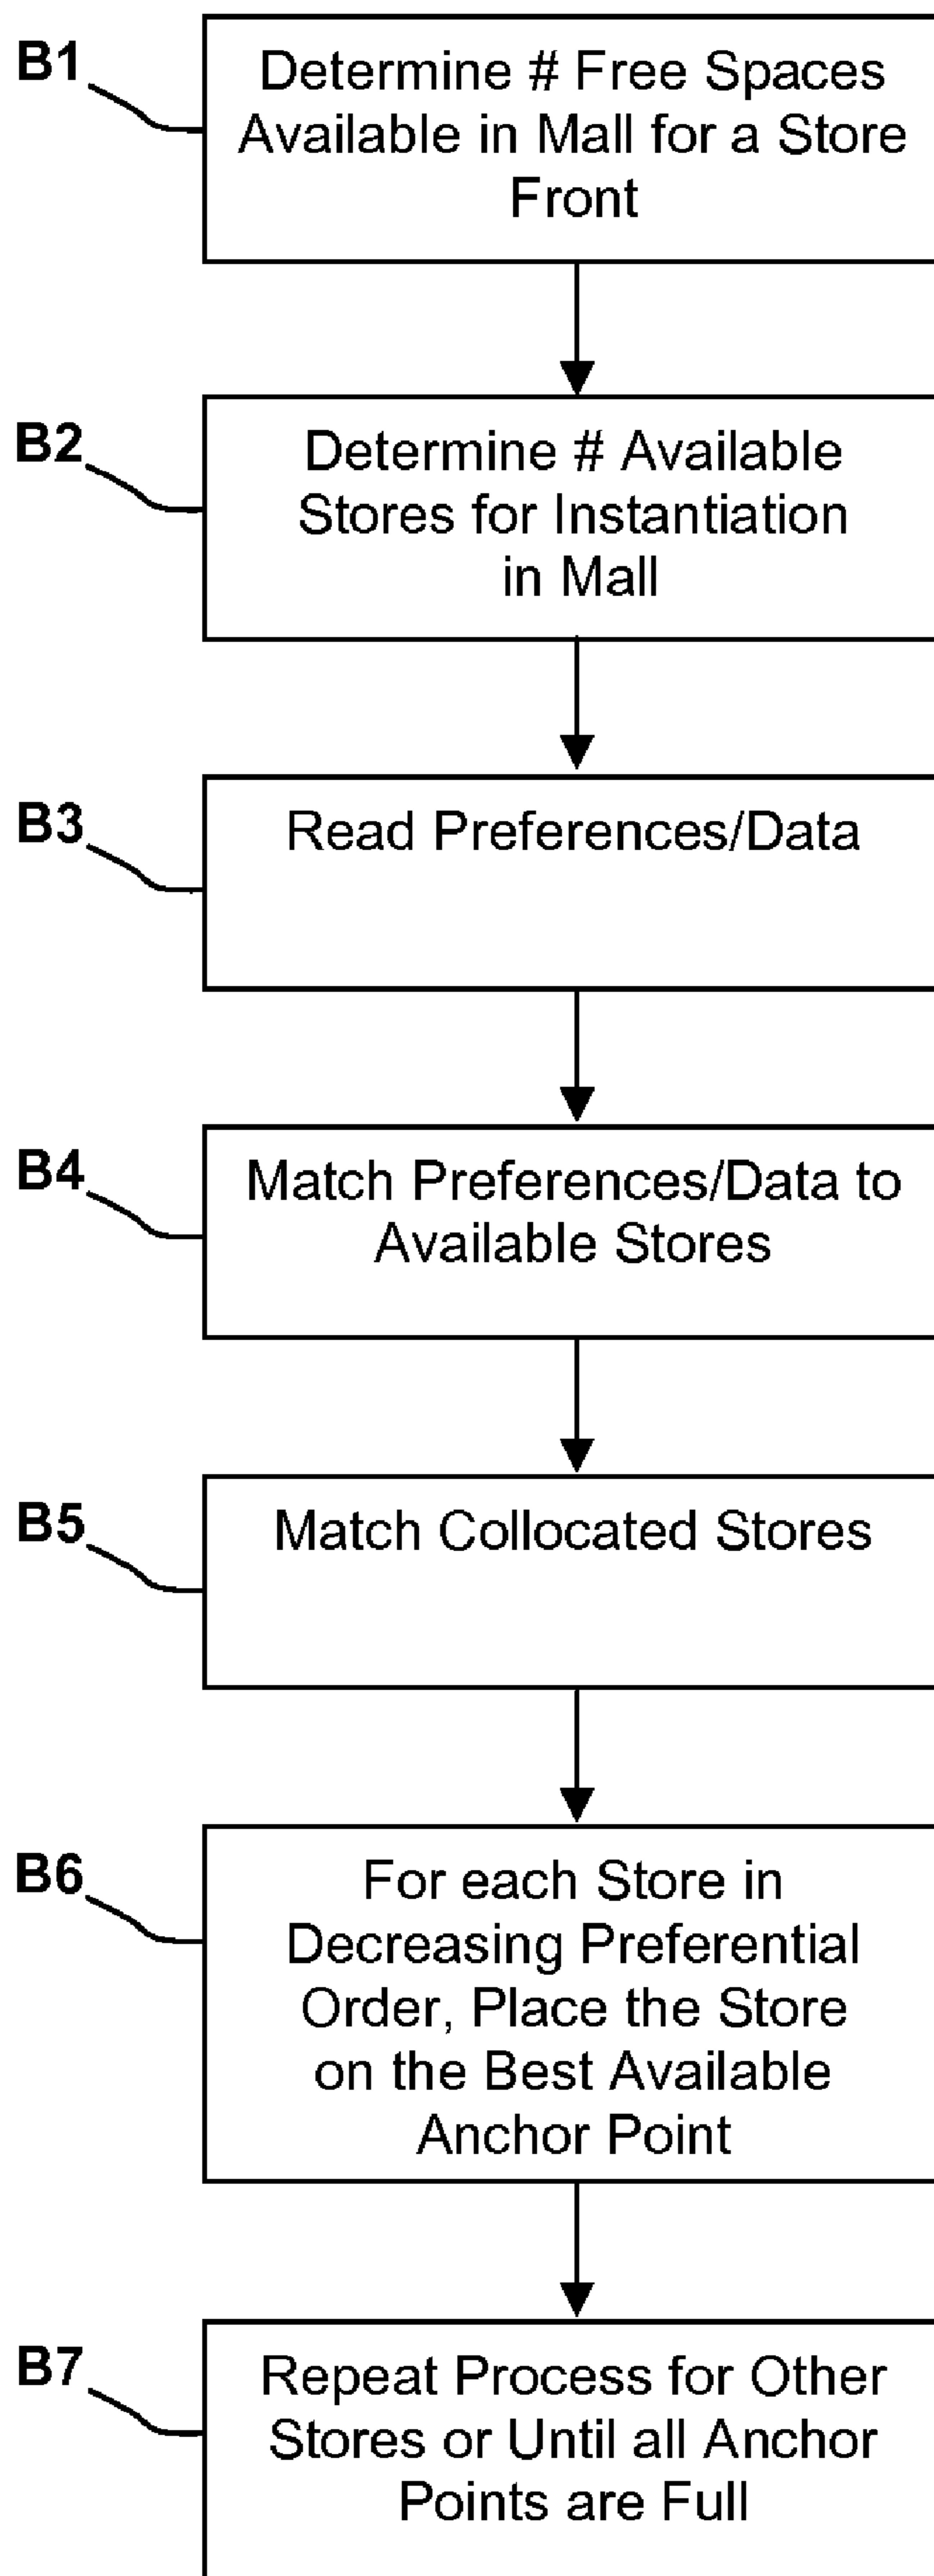 B1
Determine # Free Spaces
Available in Mall for a Store
Front
B2
Determine # Available
Stores for Instantiation
in Mall
B3
Read Preferences/Data
B4
Match Preferences/Data to
Available Stores
B5
Match Collocated Stores
B6
For each Store in
Decreasing Preferential
Order, Place the Store
on the Best Available
Anchor Point
B7
Repeat Process for Other
Stores or Until all Anchor
Points are Full